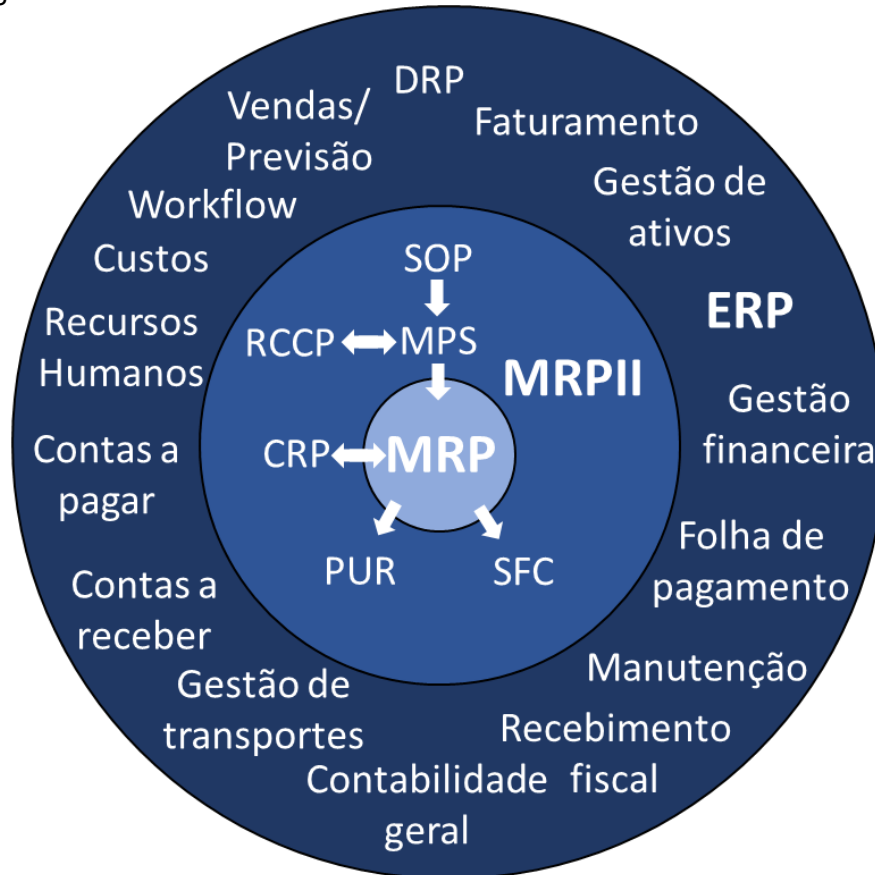 DRP
Vendas/
Previsão
Faturamento
Workflow
Gestão de
ativos
Custos
SOP
ERP
Recursos
Humanos
RCCP
MPS
MRPII
Gestão
financeira
Contas a
pagar
CRP
MRP
Folha de
pagamento
PUR
SFC
Contas a
receber
Manutenção
Gestão de
transportes
Recebimento
fiscal
Contabilidade
geral